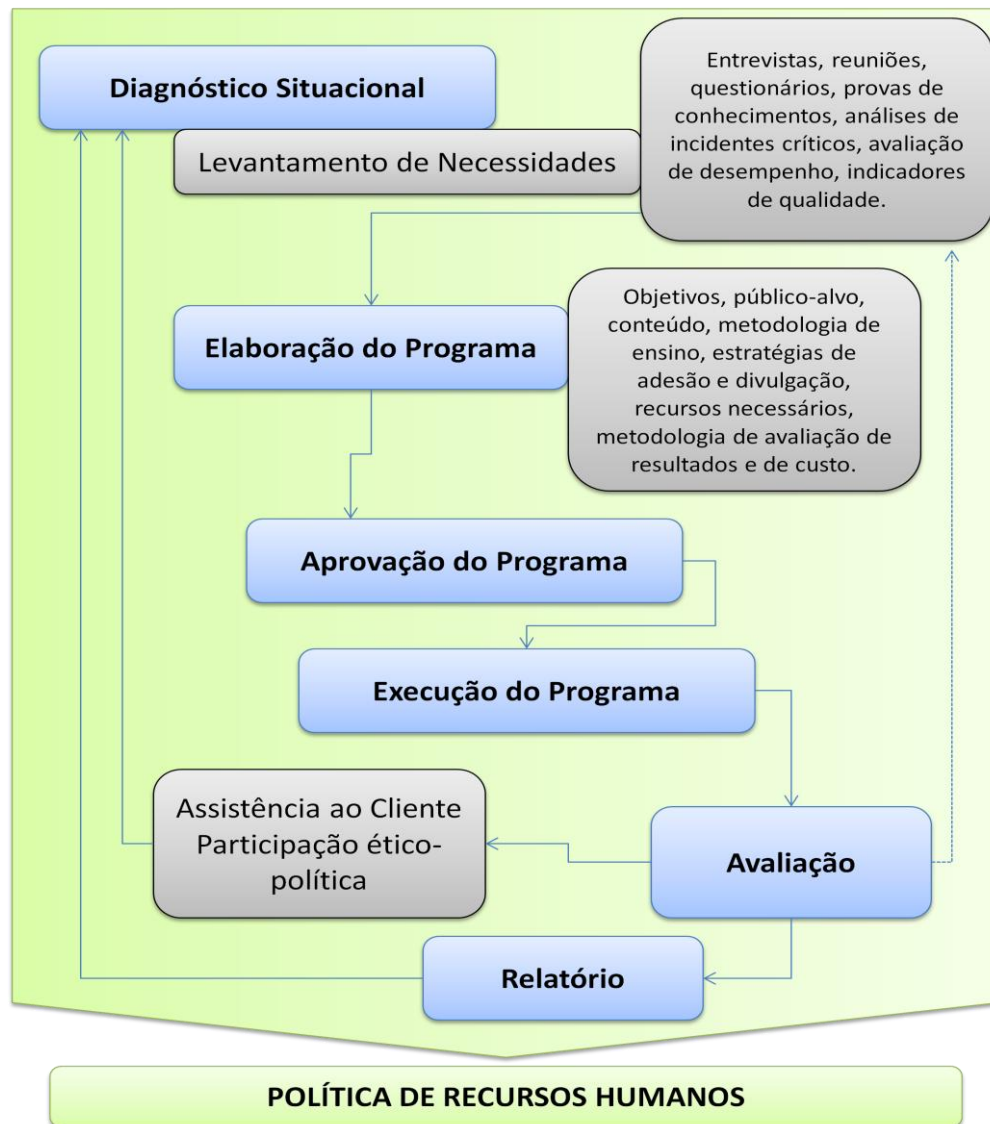 Diagnóstico Situacional
Levantamento de Necessidades
Entrevistas, reuniões,
questionários, provas de
conhecimentos, análises de
incidentes críticos, avaliação
de desempenho, indicadores
de qualidade.
Elaboração do Programa
Objetivos, público-alvo,
conteúdo, metodologia de
ensino, estratégias de
adesão e divulgação,
recursos necessários,
metodologia de avaliação de
resultados e de custo.
Aprovação do Programa
Execução do Programa
Assistência ao Cliente
Participação ético-
política
Avaliação
Relatório
POLÍTICA DE RECURSOS HUMANOS